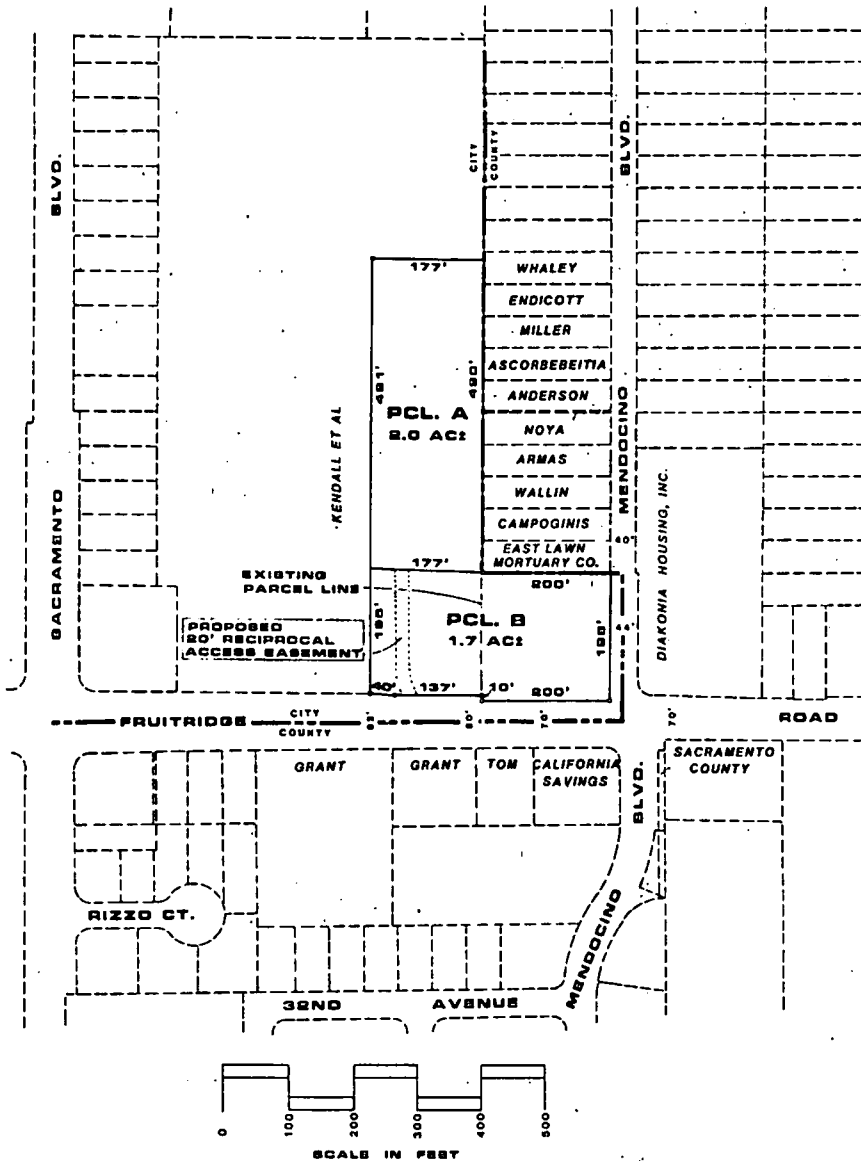 BLVD.
CITY
COUNTY
BLVD.
177'
WHALEY
ENDICOTT
MILLER
ASCORBEBEITIA
ANDERSON
NOYA
ARMAS
WALLIN
CAMPOGINIS
EAST LAWN
MORTUARY CO.
491'
490'
PCL. A
2.0 AC±
KENDALL ET AL
MENDOCINO
SACRAMENTO
DIAKONIA HOUSING, INC.
40'
177'
200'
EXISTING
PARCEL LINE
PROPOSED
20' RECIPROCAL
ACCESS EASEMENT
PCL. B
1.7 AC±
44'
40'
137'
10'
200'
FRUITRIDGE
CITY
COUNTY
70'
70'
ROAD
GRANT
GRANT
TOM
CALIFORNIA
SAVINGS
BLVD.
SACRAMENTO
COUNTY
RIZZO CT.
MENDOCINO
32ND AVENUE
0
100
200
300
400
500
SCALE IN FEET